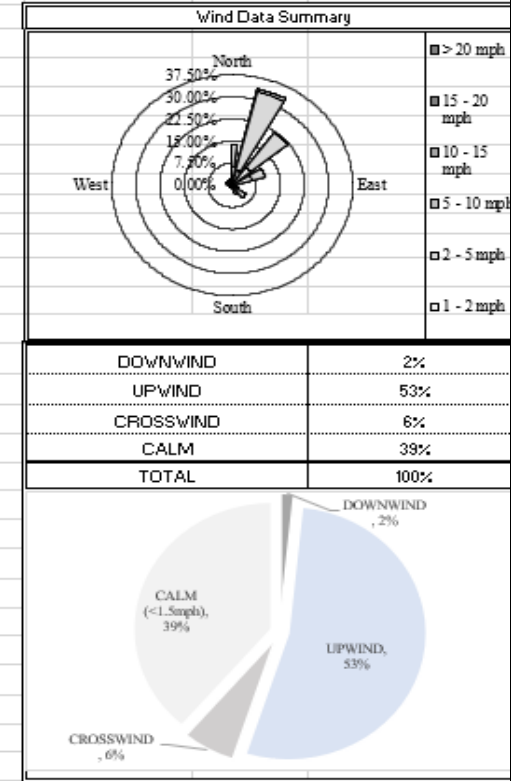 Wind Data Summary
North
37.50%
30.00%
22.50%
15.00%
7.50%
0.00%
West
East
South
> 20 mph
15 - 20
mph
10 - 15
mph
5 - 10 mph
2 - 5 mph
1 - 2 mph
DOWNWIND 2%
UPWIND 53%
CROSSWIND 6%
CALM 39%
TOTAL 100%
DOWNWIND
, 2%
CALM
(<1.5mph),
39%
UPWIND,
53%
CROSSWIND
, 6%